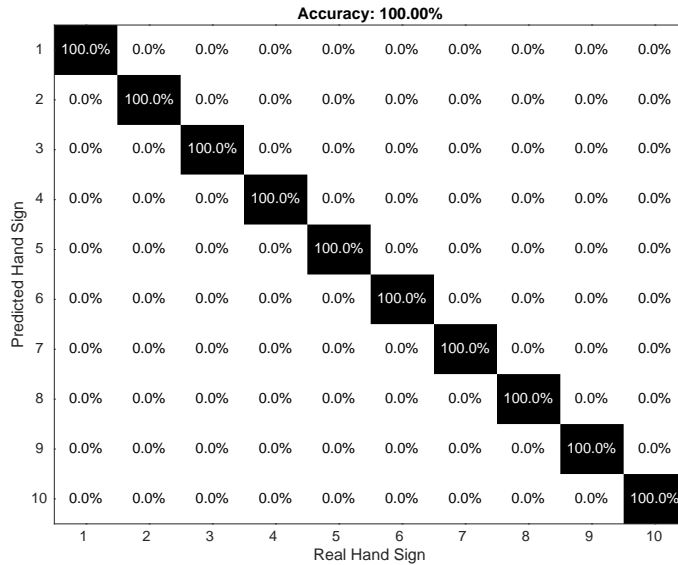 Accuracy: 100.00%
1 100.0% 0.0% 0.0% 0.0% 0.0% 0.0% 0.0% 0.0% 0.0% 0.0%
2 0.0% 100.0% 0.0% 0.0% 0.0% 0.0% 0.0% 0.0% 0.0% 0.0%
3 0.0% 0.0% 100.0% 0.0% 0.0% 0.0% 0.0% 0.0% 0.0% 0.0%
4 0.0% 0.0% 0.0% 100.0% 0.0% 0.0% 0.0% 0.0% 0.0% 0.0%
5 0.0% 0.0% 0.0% 0.0% 100.0% 0.0% 0.0% 0.0% 0.0% 0.0%
6 0.0% 0.0% 0.0% 0.0% 0.0% 100.0% 0.0% 0.0% 0.0% 0.0%
7 0.0% 0.0% 0.0% 0.0% 0.0% 0.0% 100.0% 0.0% 0.0% 0.0%
8 0.0% 0.0% 0.0% 0.0% 0.0% 0.0% 0.0% 100.0% 0.0% 0.0%
9 0.0% 0.0% 0.0% 0.0% 0.0% 0.0% 0.0% 0.0% 100.0% 0.0%
10 0.0% 0.0% 0.0% 0.0% 0.0% 0.0% 0.0% 0.0% 0.0% 100.0%
1 2 3 4 5 6 7 8 9 10
Real Hand Sign
Predicted Hand Sign